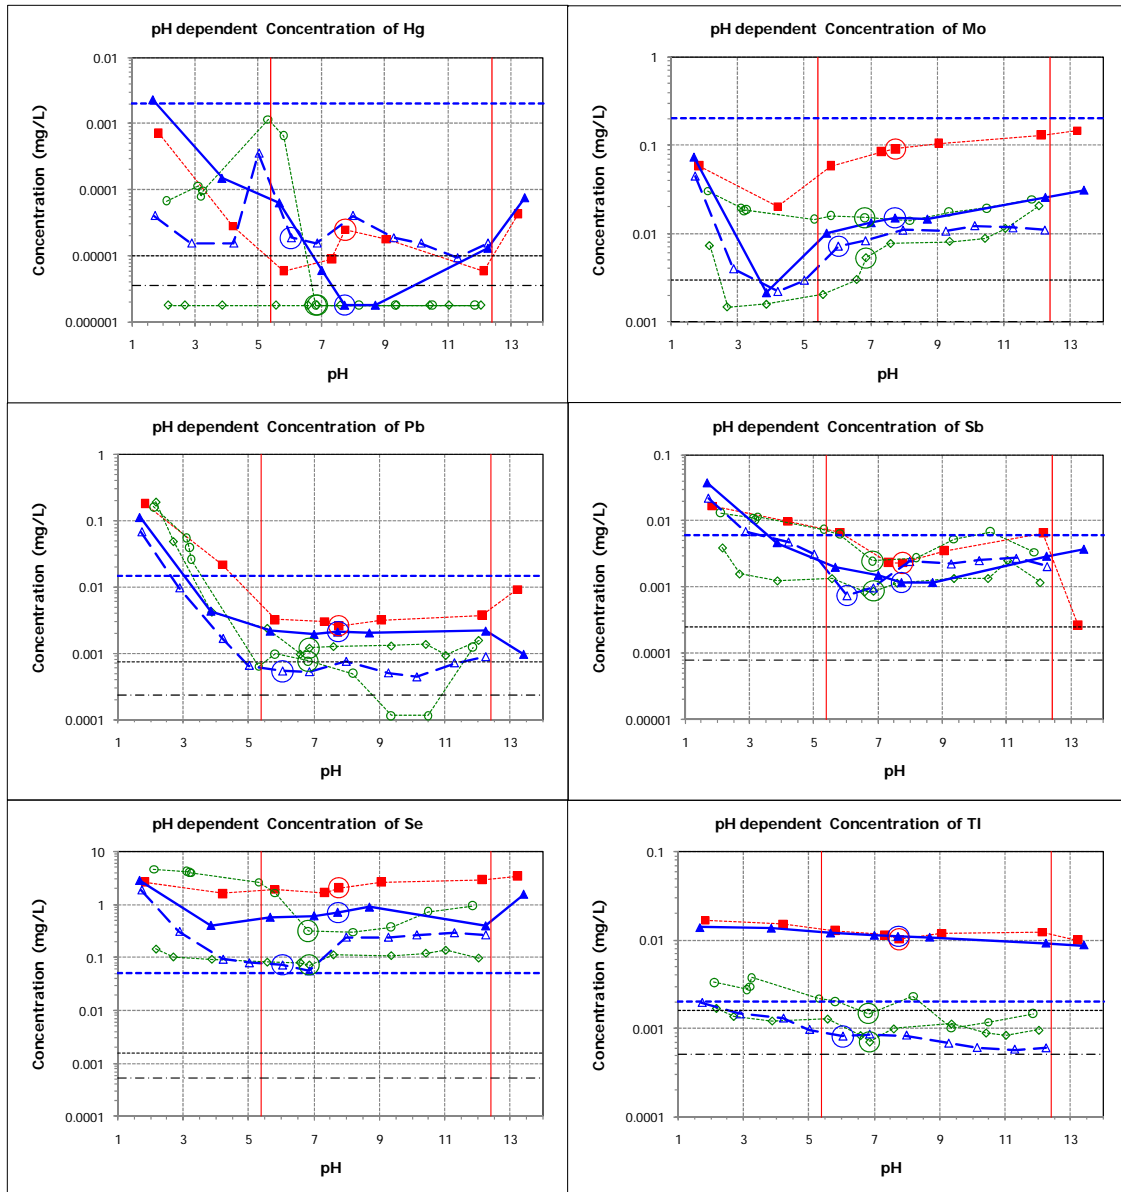 pH dependent Concentration of Hg
Concentration (mg/L)
0.01
0.001
0.0001
0.00001
0.000001
1 3 5 7 9 11 13
pH
pH dependent Concentration of Mo
Concentration (mg/L)
1
0.1
0.01
0.001
1 3 5 7 9 11 13
pH
pH dependent Concentration of Pb
Concentration (mg/L)
1
0.1
0.01
0.001
0.0001
1 3 5 7 9 11 13
pH
pH dependent Concentration of Sb
Concentration (mg/L)
0.1
0.01
0.001
0.0001
0.00001
1 3 5 7 9 11 13
pH
pH dependent Concentration of Se
Concentration (mg/L)
10
1
0.1
0.01
0.001
0.0001
1 3 5 7 9 11 13
pH
pH dependent Concentration of Tl
Concentration (mg/L)
0.1
0.01
0.001
0.0001
1 3 5 7 9 11 13
pH